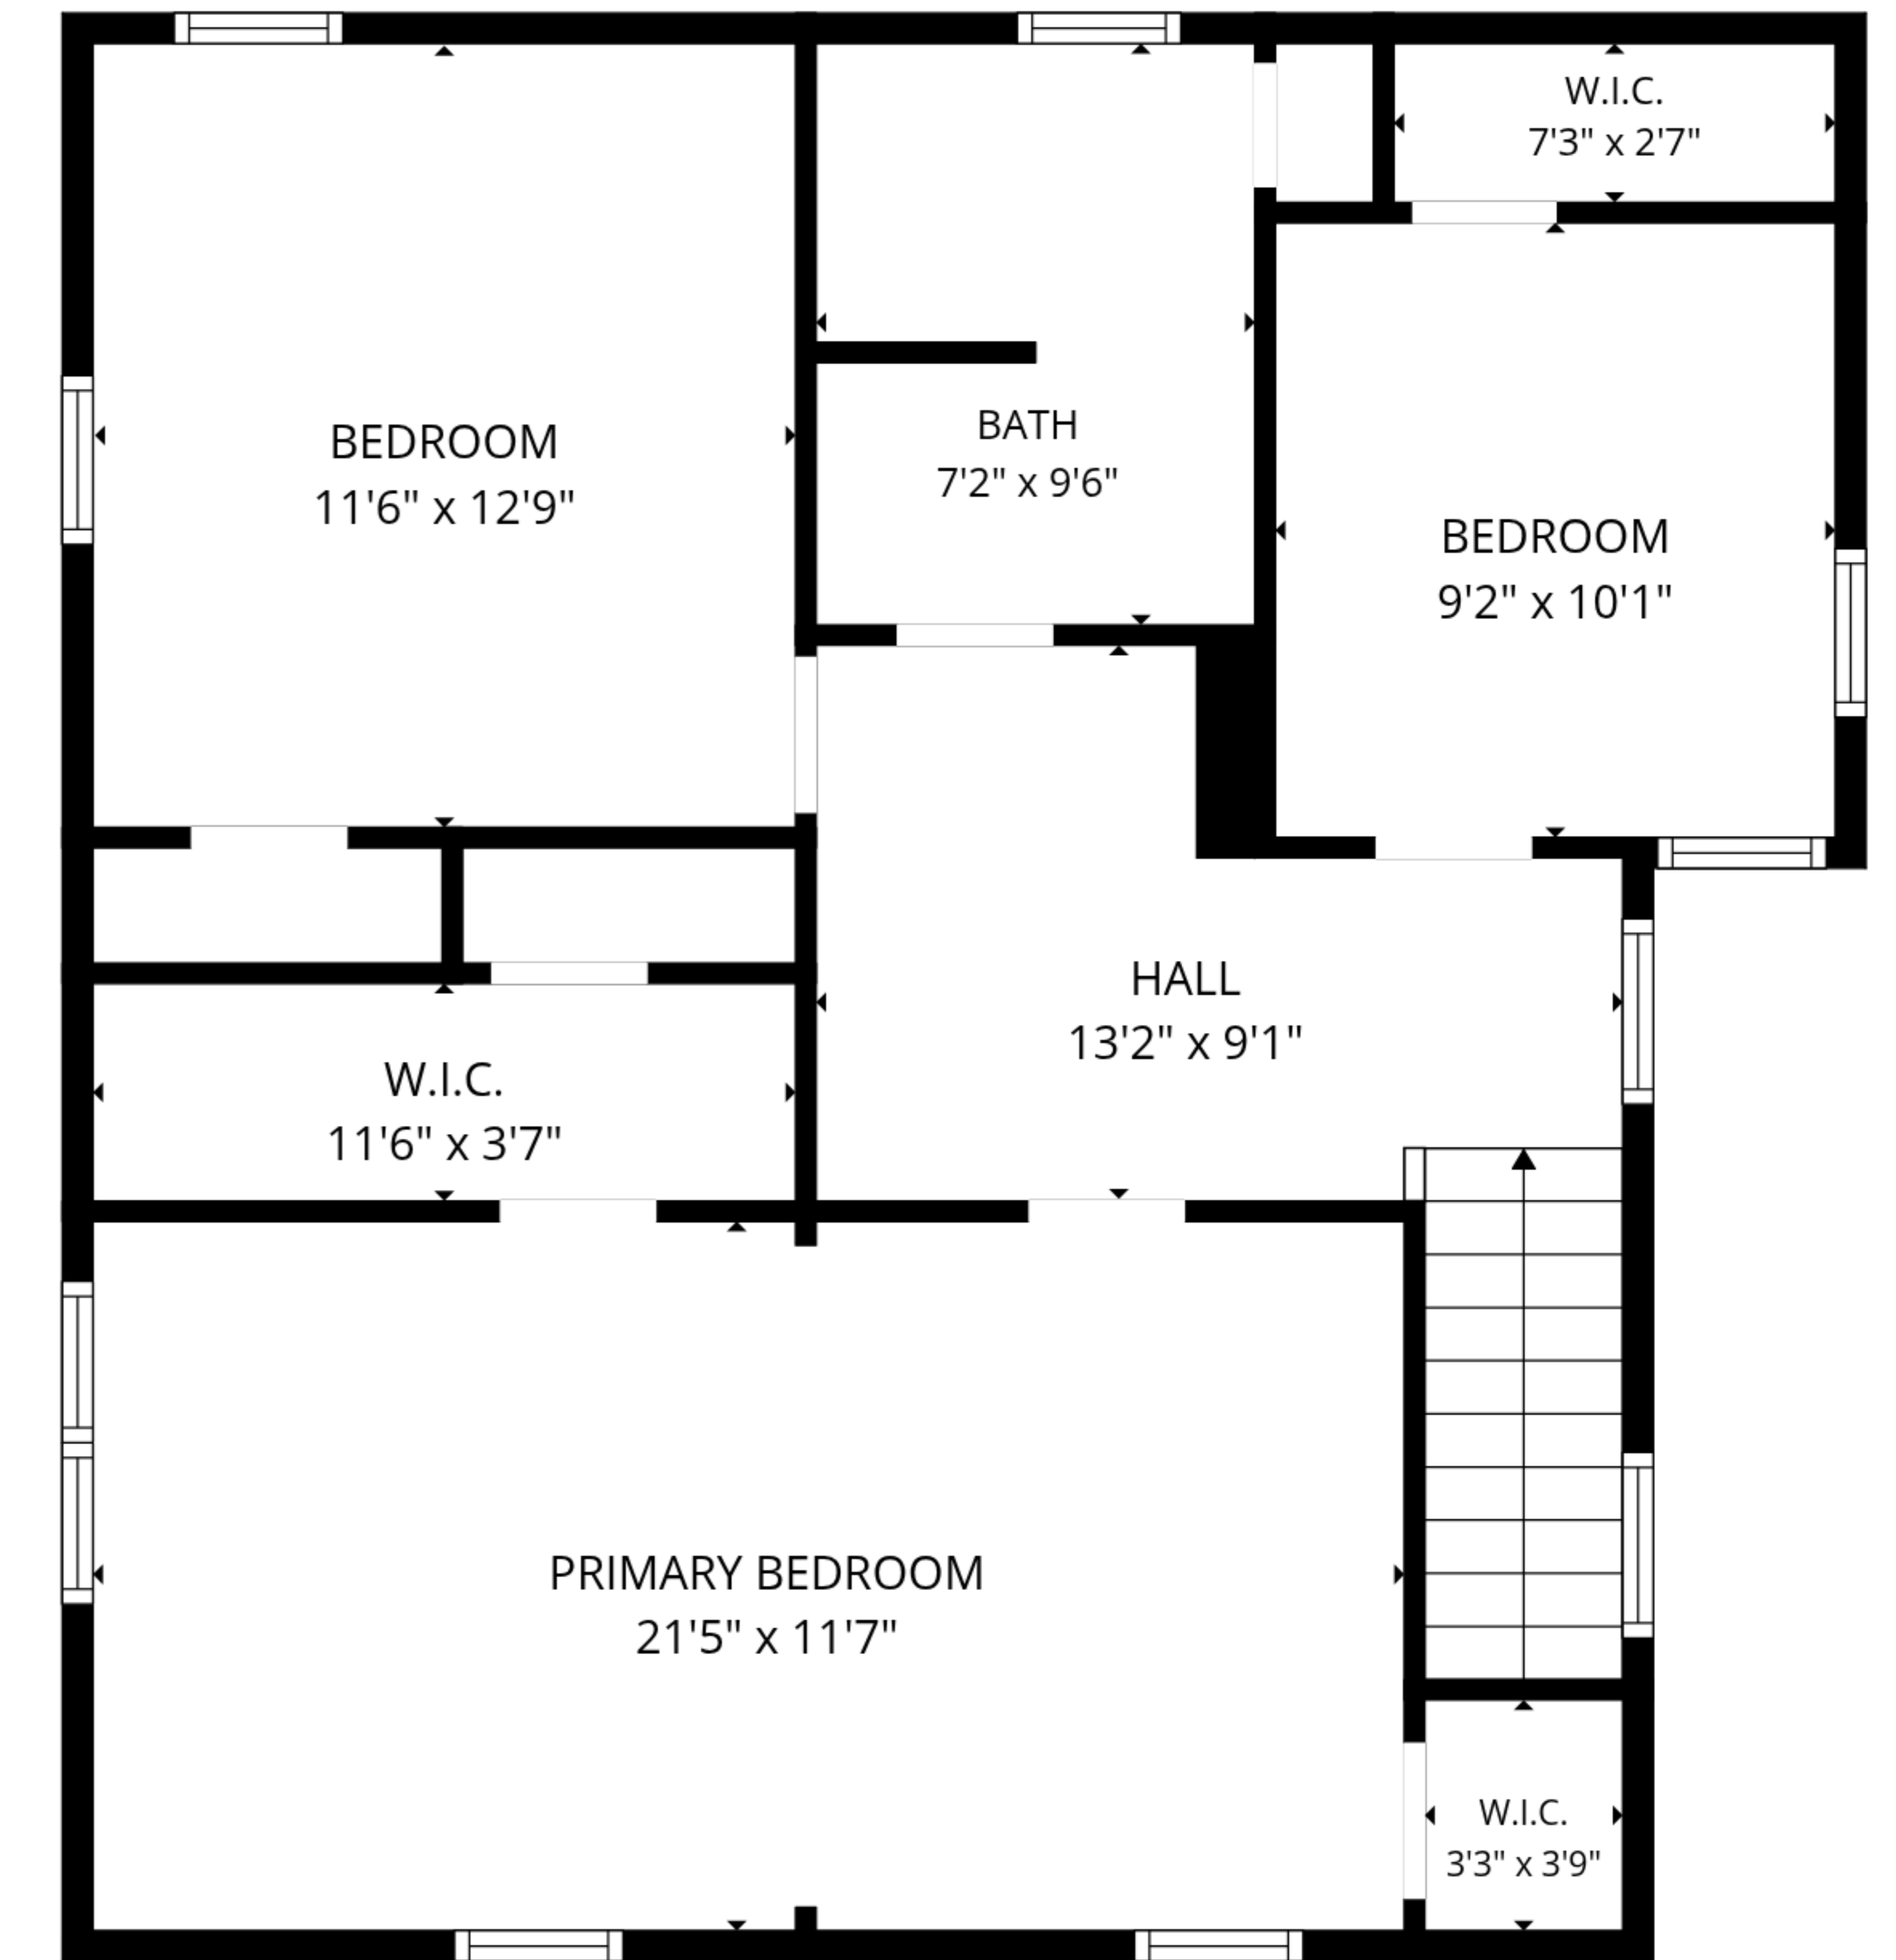 W.I.C.
7'3" x 2'7"
BEDROOM
11'6" x 12'9"
BATH
7'2" x 9'6"
BEDROOM
9'2" x 10'1"
HALL
13'2" x 9'1"
W.I.C.
11'6" x 3'7"
PRIMARY BEDROOM
21'5" x 11'7"
W.I.C.
3'3" x 3'9"